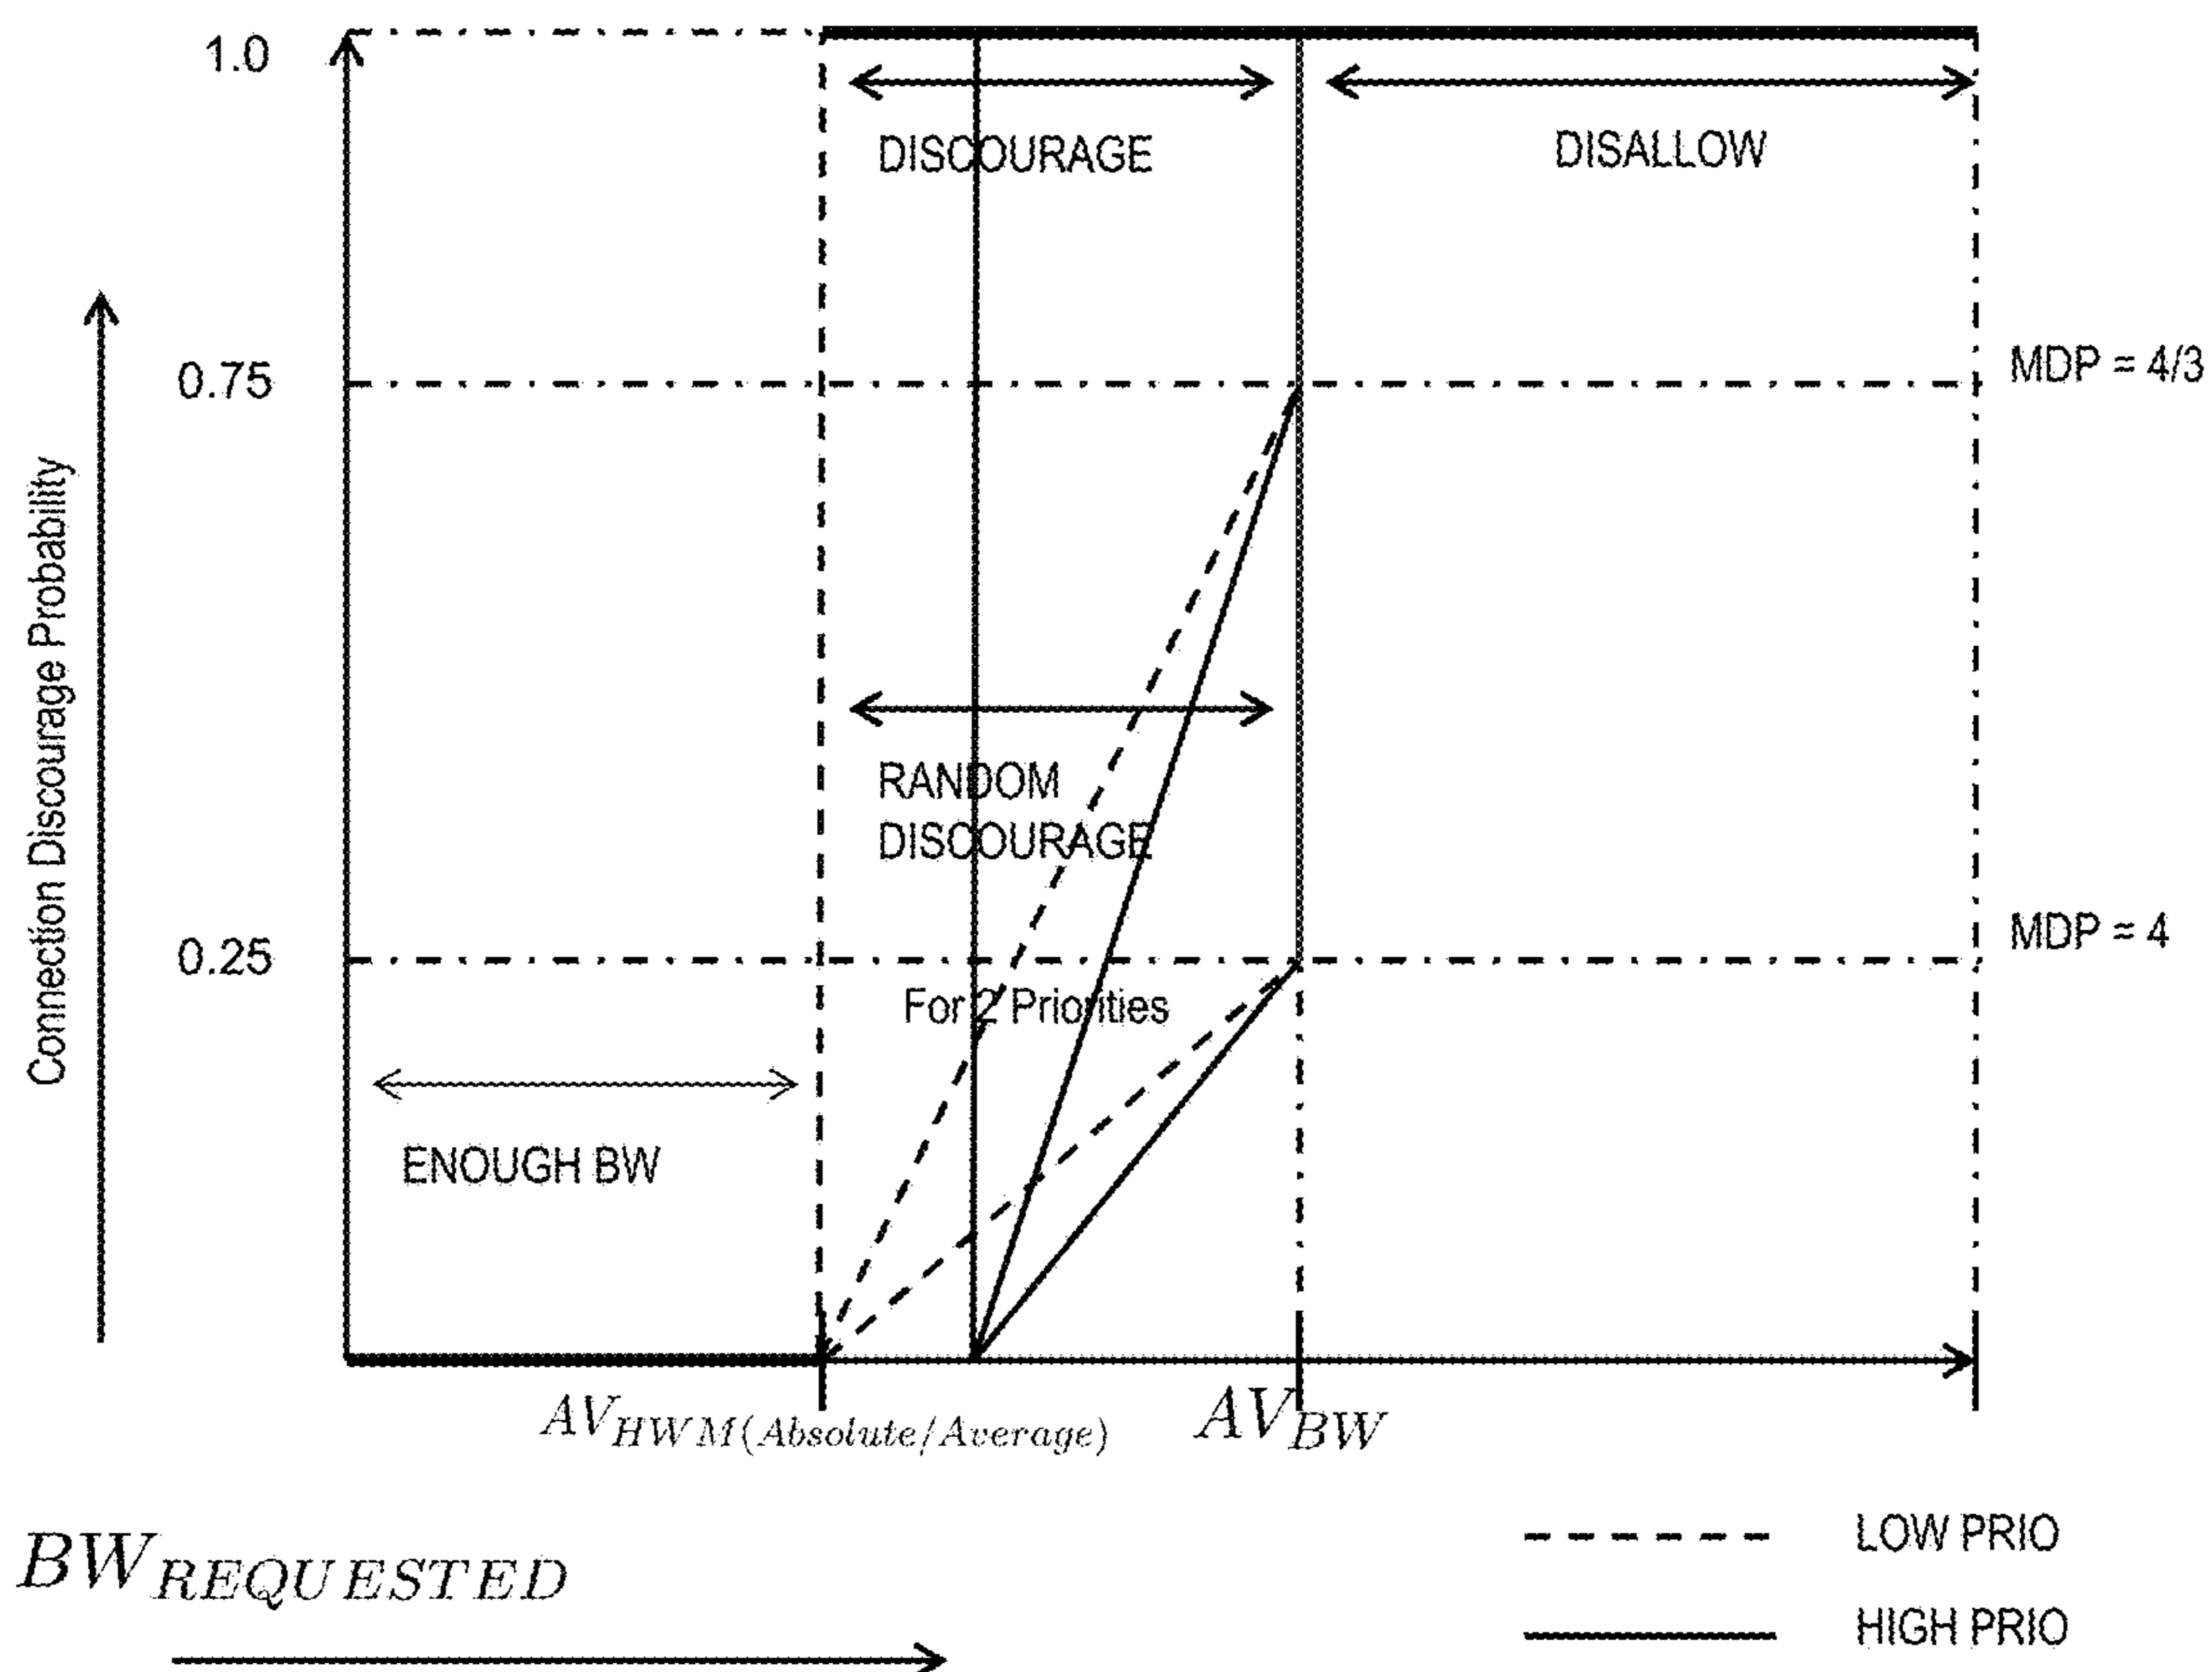 1.0
DISCOURAGE
DISALLOW
0.75
MDP = 4/3
Connection Discourage Probability
RANDOM
DISCOURAGE
0.25
MDP = 4
For 2 Priorities
ENOUGH BW
AV_HWM(Absolute/Average)
AV_BW
BW_REQUESTED
LOW PRIO
HIGH PRIO